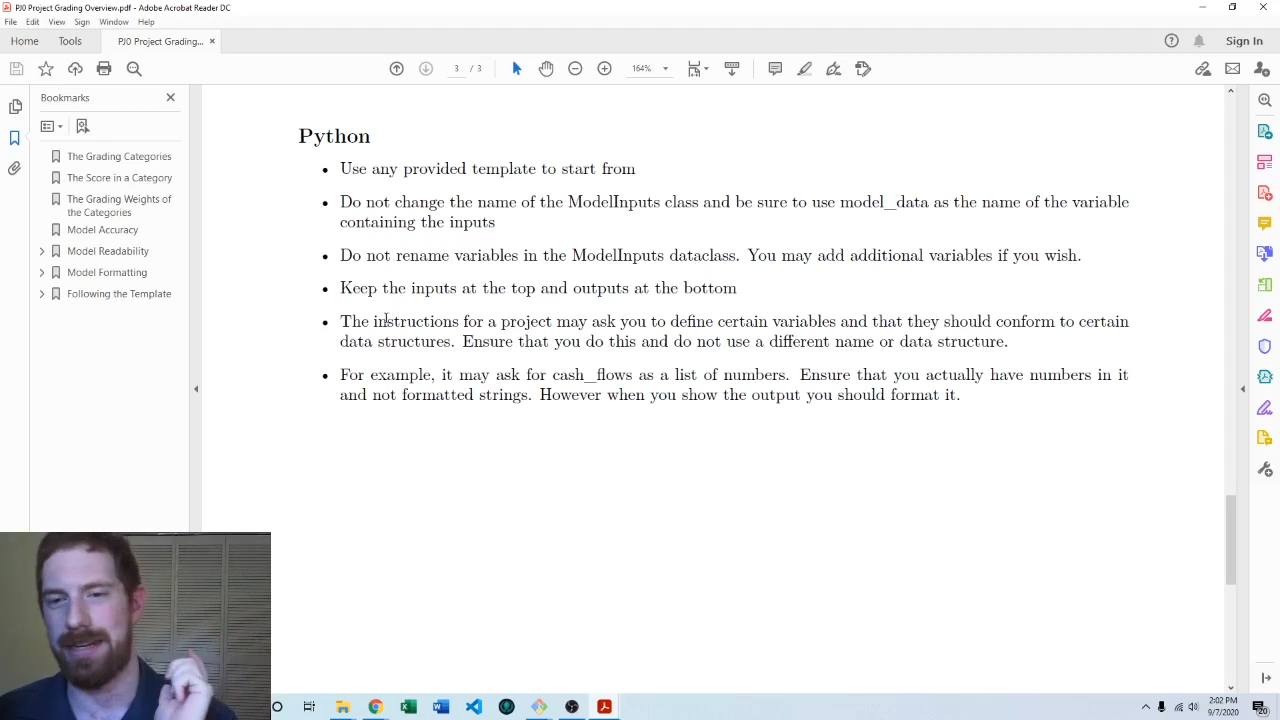 PJ0 Project Grading Overview.pdf - Adobe Acrobat Reader DC
File Edit View Sign Window Help
Home Tools PJ0 Project Grading... × Sign In
3 / 3 164%
Bookmarks
The Grading Categories
The Score in a Category
The Grading Weights of
the Categories
Model Accuracy
Model Readability
Model Formatting
Following the Template
Python
• Use any provided template to start from
• Do not change the name of the ModelInputs class and be sure to use model_data as the name of the variable
containing the inputs
• Do not rename variables in the ModelInputs dataclass. You may add additional variables if you wish.
• Keep the inputs at the top and outputs at the bottom
• The instructions for a project may ask you to define certain variables and that they should conform to certain
data structures. Ensure that you do this and do not use a different name or data structure.
• For example, it may ask for cash_flows as a list of numbers. Ensure that you actually have numbers in it
and not formatted strings. However when you show the output you should format it.
2:02 PM
9/7/2020
20